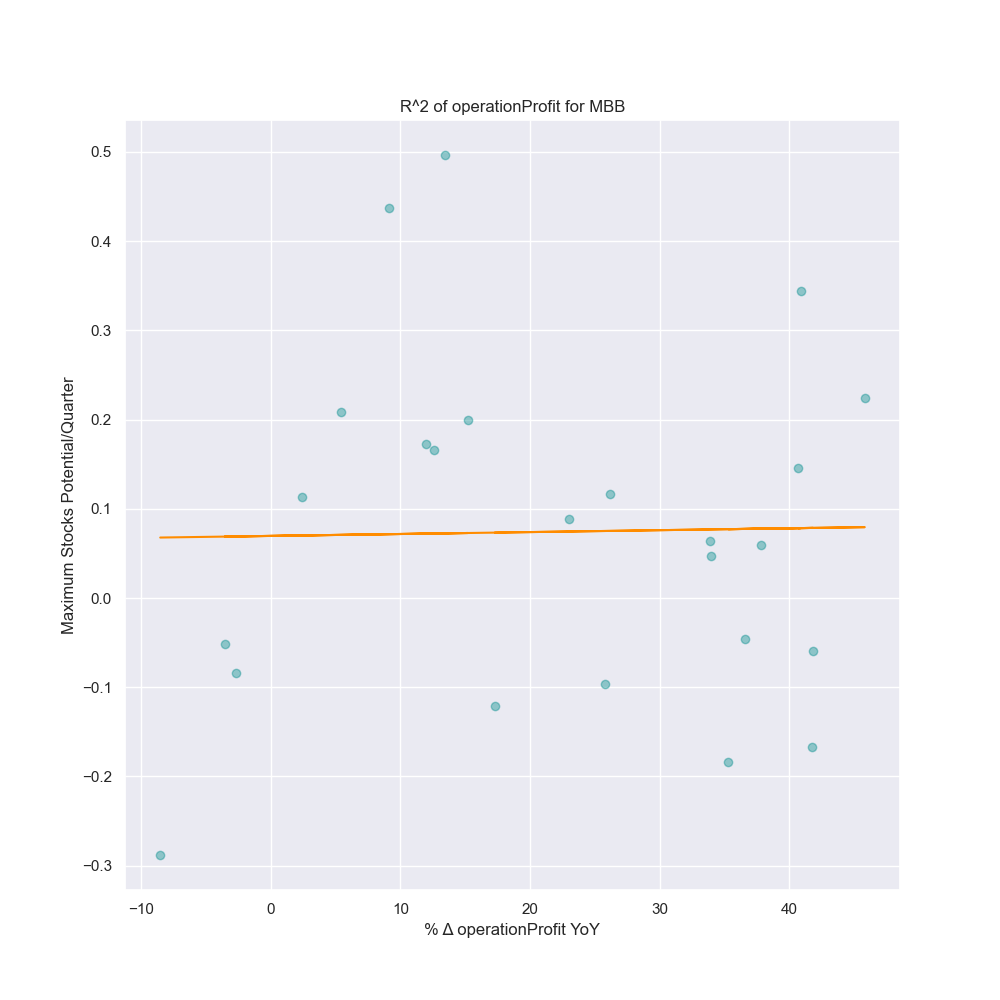 R^2 of operationProfit for MBB
Maximum Stocks Potential/Quarter
0.5
0.4
0.3
0.2
0.1
0.0
−0.1
−0.2
−0.3
−10 0 10 20 30 40
% Δ operationProfit YoY